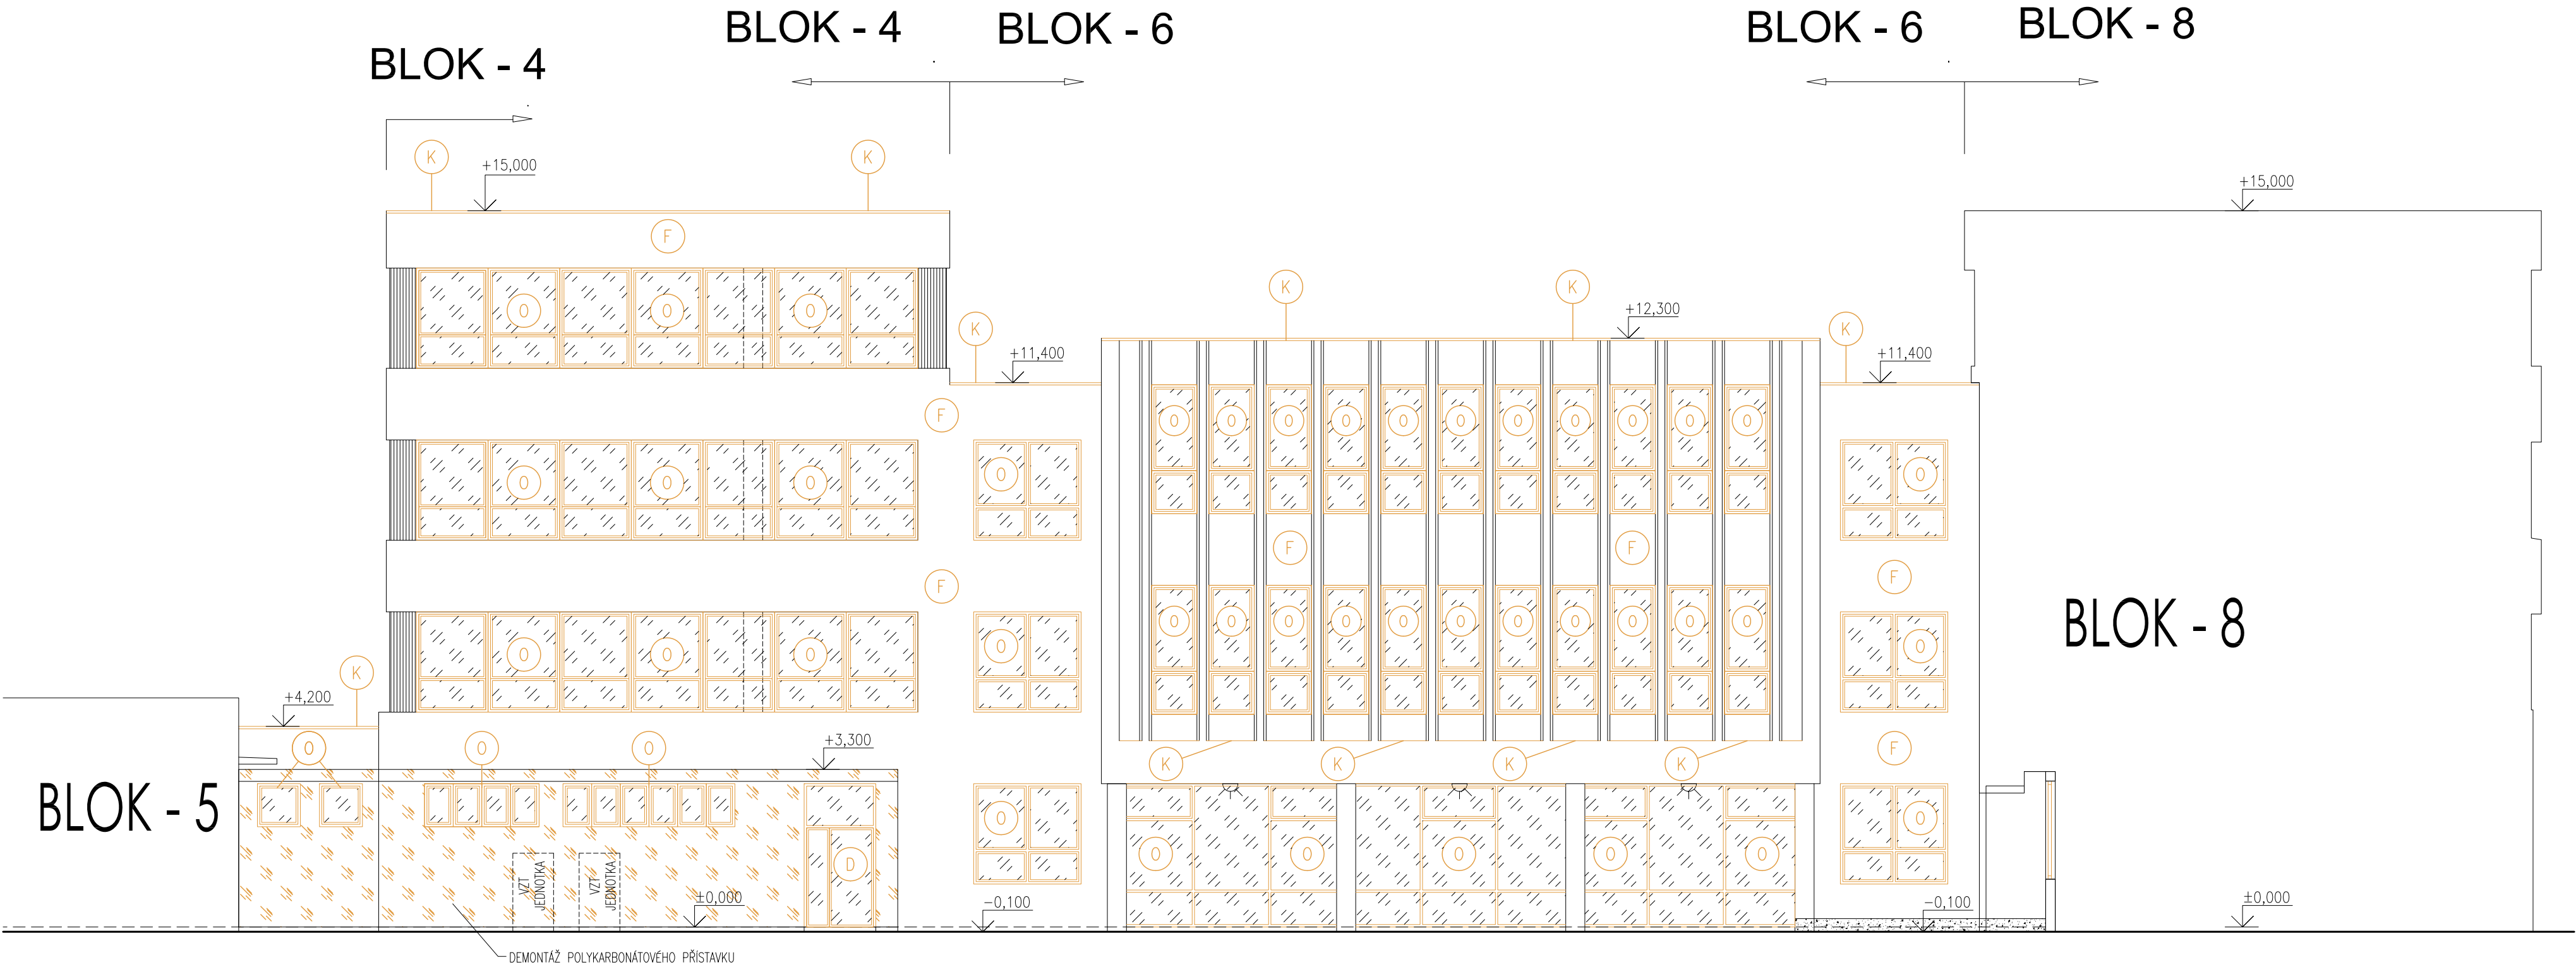 BLOK - 4 BLOK - 6 BLOK - 6 BLOK - 8
BLOK - 4
K K
+15,000 +15,000
F
K K
O O O +12,300
K K
+11,400 +11,400
F O O O O O O O O O O O
O O O O O
F F
F F
O O O O O O O O O O O O O O
O O
BLOK - 8
K
+4,200
O O O +3,300 F
K K K K
BLOK - 5
O O
D O O O O O
VZT JEDNOTKA VZT JEDNOTKA
±0,000 -0,100 -0,100 ±0,000
DEMONTÁŽ POLYKARBONÁTOVÉHO PŘÍSTAVKU